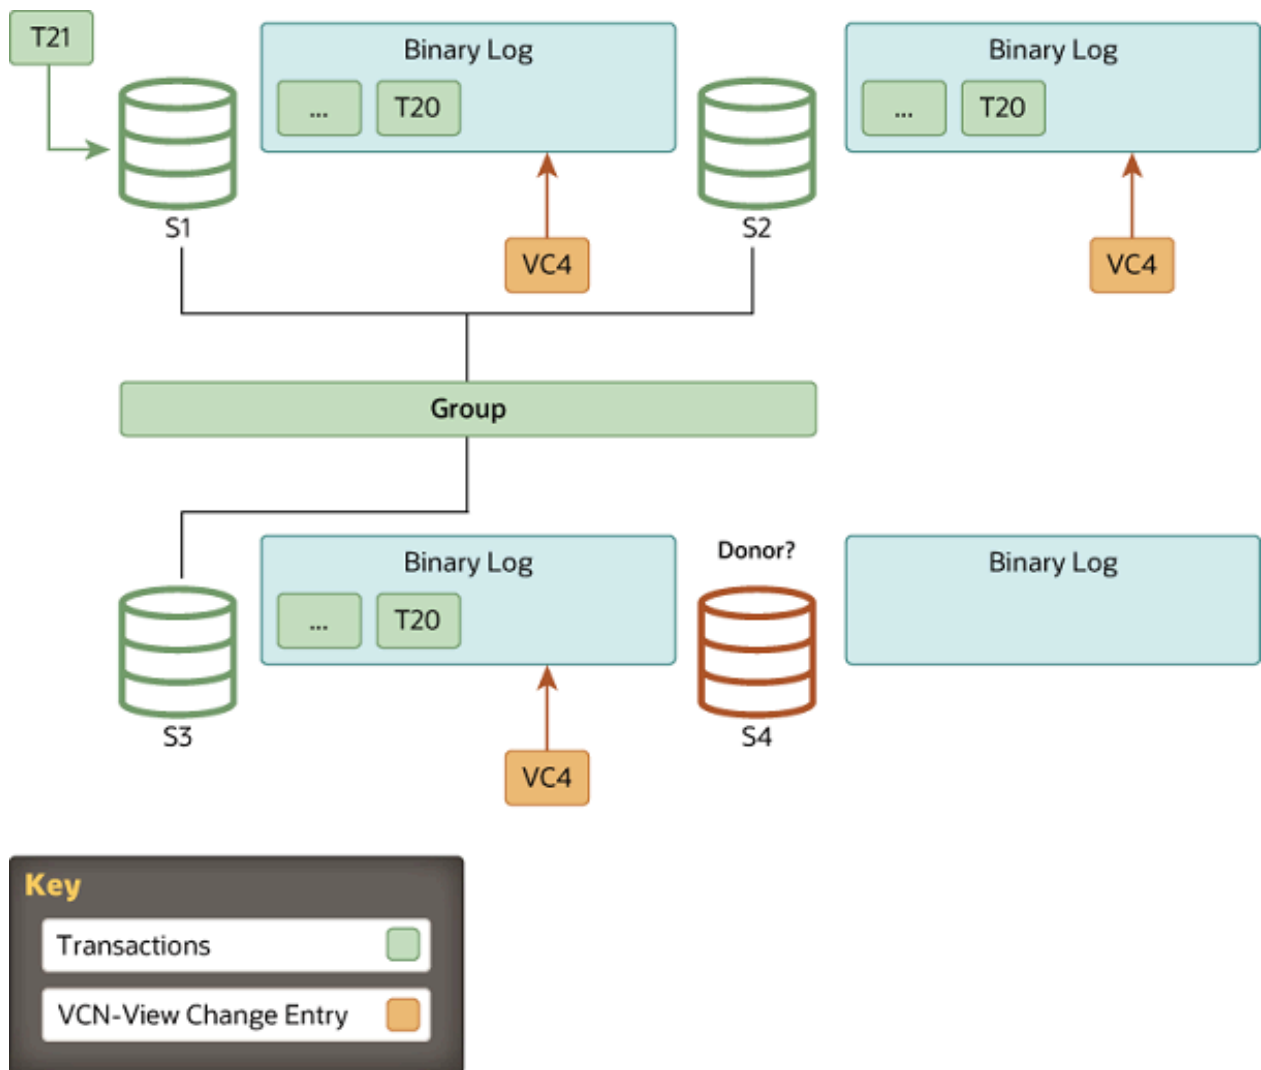 T21
Binary Log
... T20
S1
VC4
Binary Log
... T20
S2
VC4
Group
Binary Log
... T20
S3
VC4
Donor?
S4
Binary Log
Key
Transactions
VCN-View Change Entry